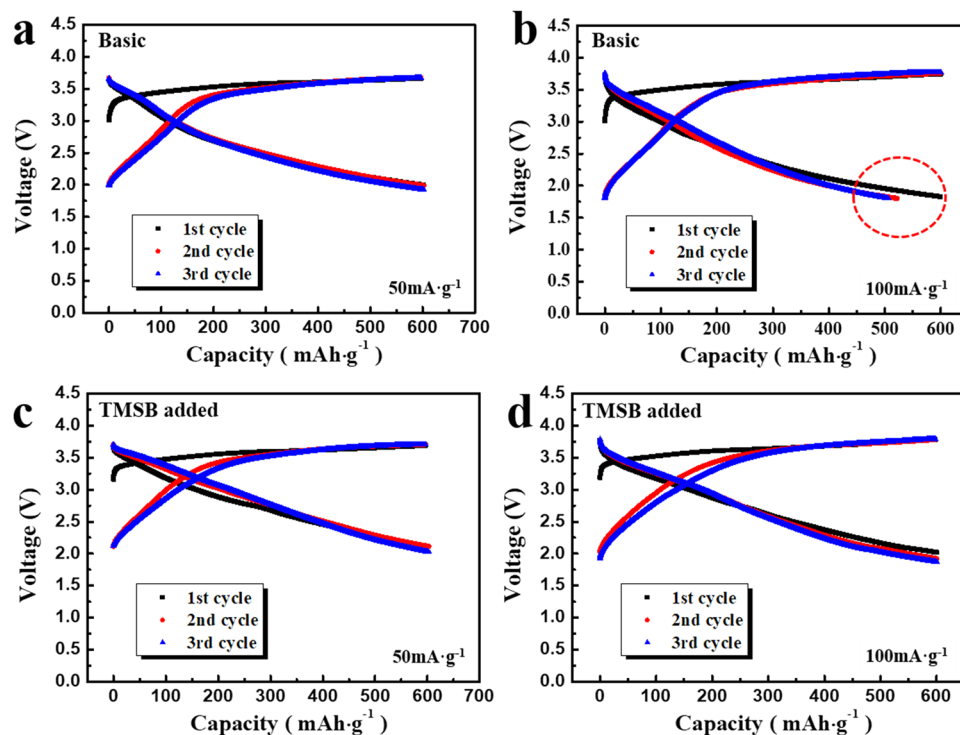 a
Basic
4.5
4.0
3.5
3.0
2.5
2.0
1.5
1.0
0.5
0.0
Voltage (V)
1st cycle
2nd cycle
3rd cycle
50mA·g⁻¹
0 100 200 300 400 500 600 700
Capacity ( mAh·g⁻¹)
b
Basic
4.5
4.0
3.5
3.0
2.5
2.0
1.5
1.0
0.5
0.0
Voltage (V)
1st cycle
2nd cycle
3rd cycle
100mA·g⁻¹
0 100 200 300 400 500 600
Capacity ( mAh·g⁻¹)
c
TMSB added
4.5
4.0
3.5
3.0
2.5
2.0
1.5
1.0
0.5
0.0
Voltage (V)
1st cycle
2nd cycle
3rd cycle
50mA·g⁻¹
0 100 200 300 400 500 600 700
Capacity ( mAh·g⁻¹)
d
TMSB added
4.5
4.0
3.5
3.0
2.5
2.0
1.5
1.0
0.5
0.0
Voltage (V)
1st cycle
2nd cycle
3rd cycle
100mA·g⁻¹
0 100 200 300 400 500 600
Capacity ( mAh·g⁻¹)